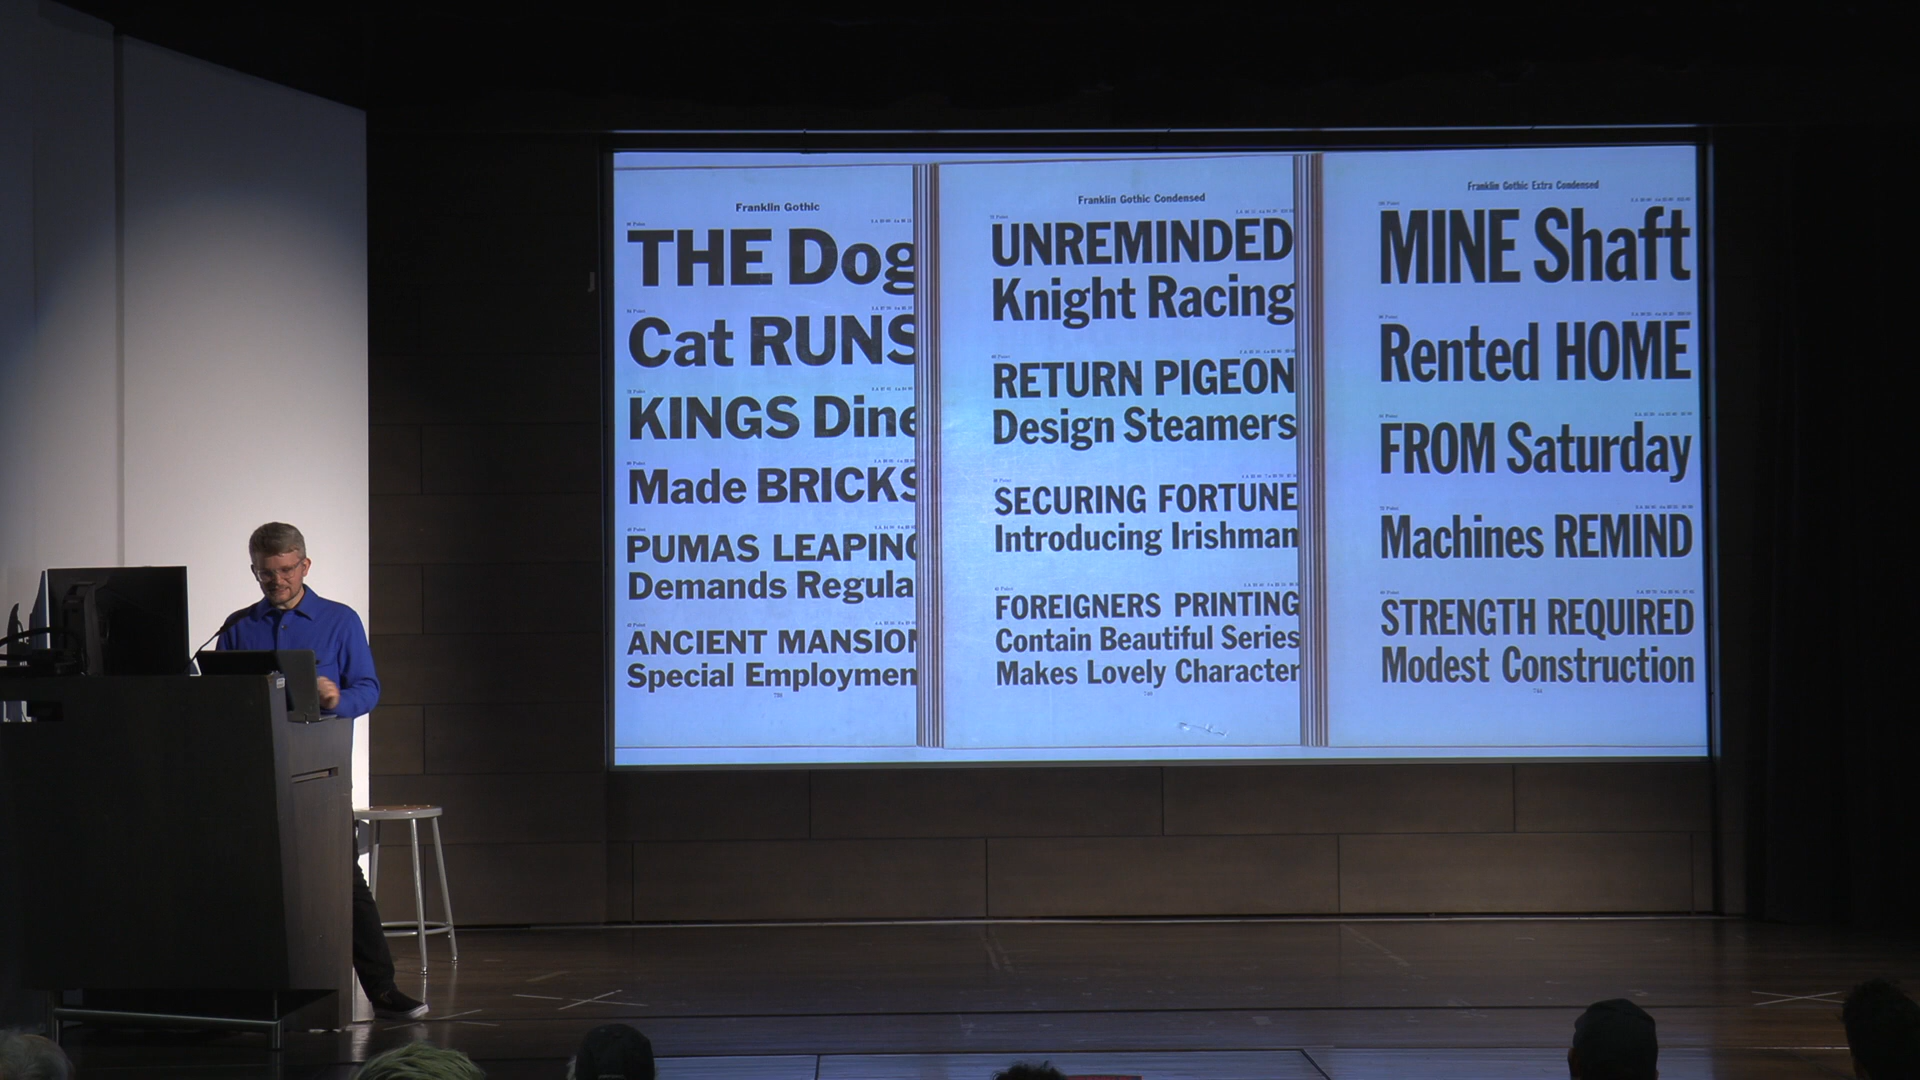 Franklin Gothic
THE Dog
Cat RUNS
KINGS Dine
Made BRICKS
PUMAS LEAPING
Demands Regula
ANCIENT MANSION
Special Employmen
Franklin Gothic Condensed
UNREMINDED
Knight Racing
RETURN PIGEON
Design Steamers
SECURING FORTUNE
Introducing Irishman
FOREIGNERS PRINTING
Contain Beautiful Series
Makes Lovely Character
Franklin Gothic Extra Condensed
MINE Shaft
Rented HOME
FROM Saturday
Machines REMIND
STRENGTH REQUIRED
Modest Construction